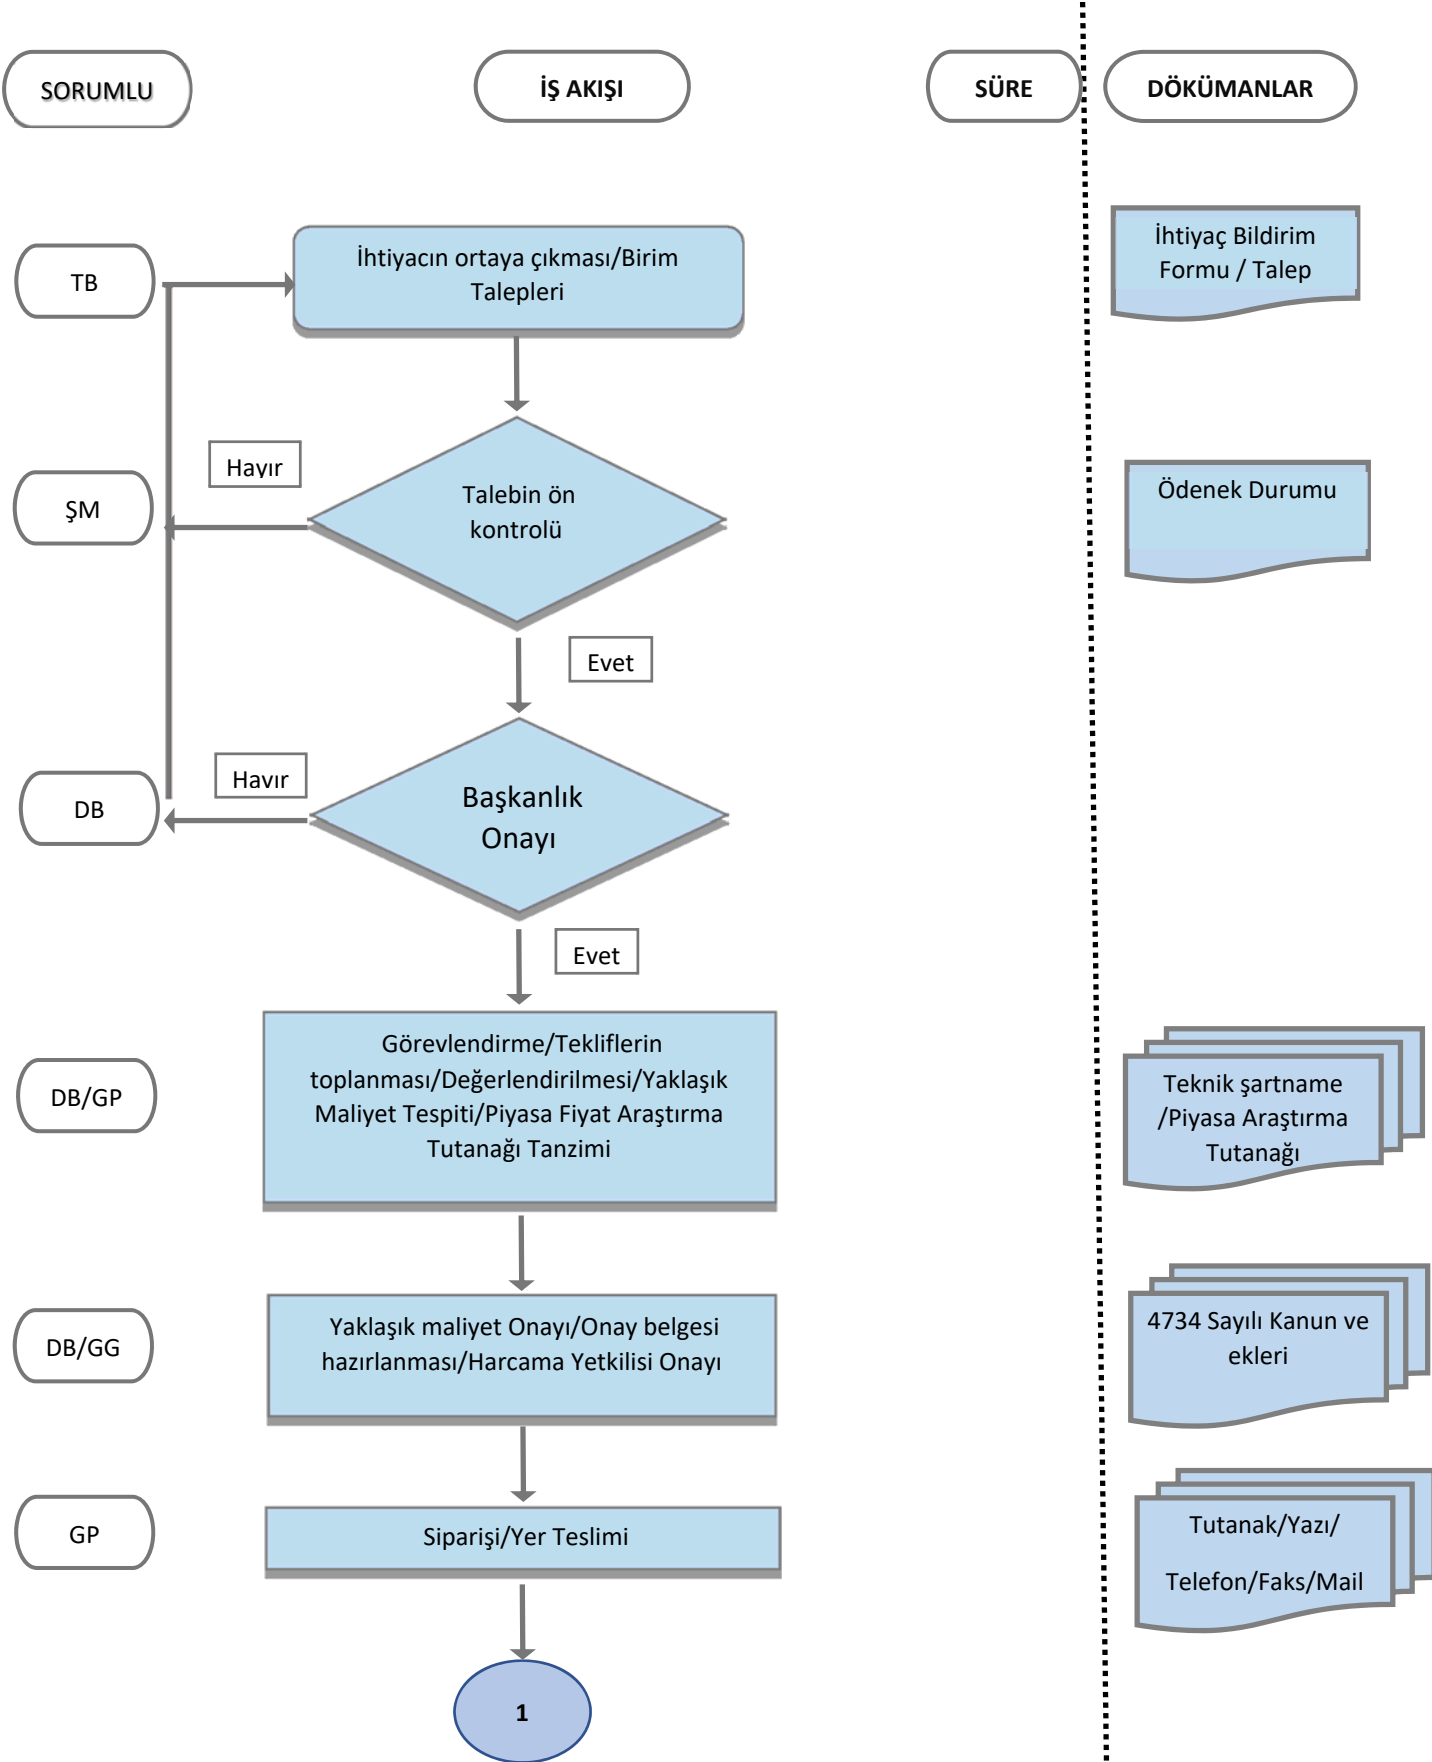 SORUMLU
İŞ AKIŞI
SÜRE
DÖKÜMANLAR
TB
İhtiyacın ortaya çıkması/Birim
Talepleri
İhtiyaç Bildirim
Formu / Talep
Hayır
ŞM
Talebin ön
kontrolü
Ödenek Durumu
Evet
Hayır
DB
Başkanlık
Onayı
Evet
DB/GP
Görevlendirme/Tekliflerin
toplanması/Değerlendirilmesi/Yaklaşık
Maliyet Tespiti/Piyasa Fiyat Araştırma
Tutanağı Tanzimi
Teknik şartname
/Piyasa Araştırma
Tutanağı
DB/GG
Yaklaşık maliyet Onayı/Onay belgesi
hazırlanması/Harcama Yetkilisi Onayı
4734 Sayılı Kanun ve
ekleri
GP
Siparişi/Yer Teslimi
Tutanak/Yazı/
Telefon/Faks/Mail
1